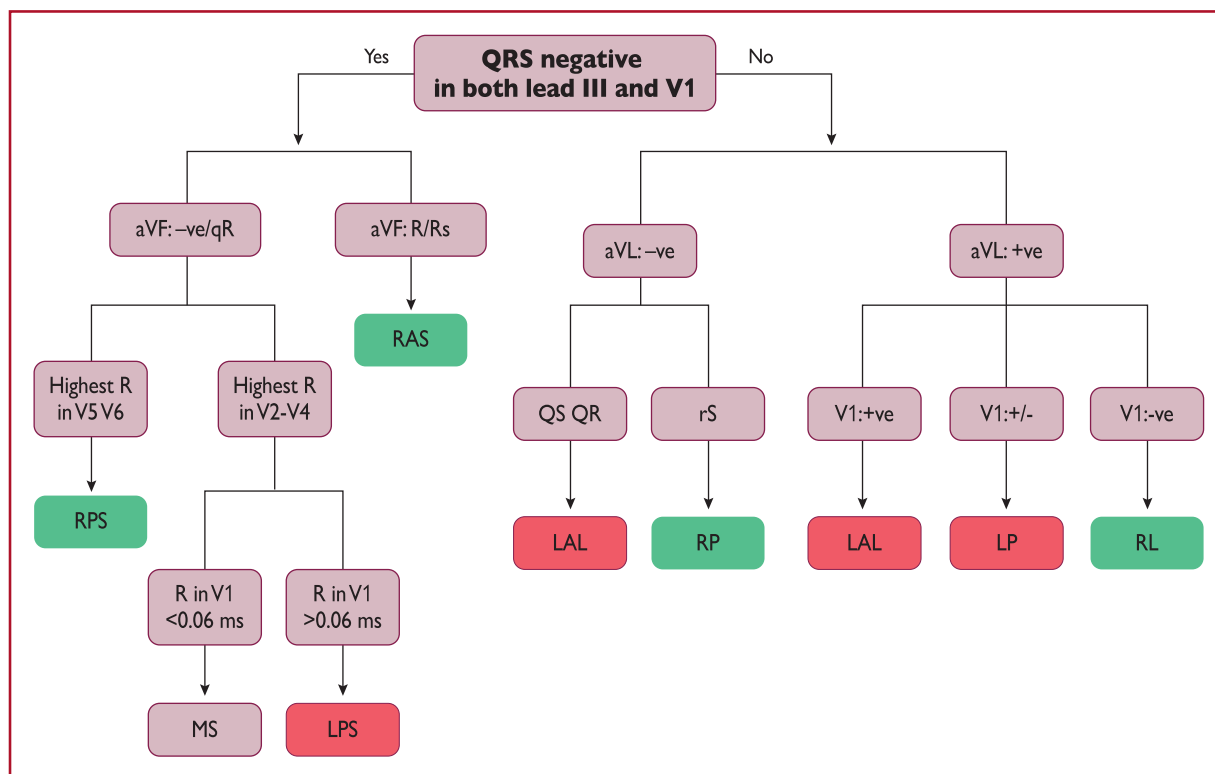 Yes
QRS negative
in both lead III and V1
No
aVF: –ve/qR
aVF: R/Rs
aVL: –ve
aVL: +ve
RAS
Highest R
in V5 V6
Highest R
in V2-V4
QS QR
rS
V1:+ve
V1:+/-
V1:-ve
RPS
LAL
RP
LAL
LP
RL
R in V1
<0.06 ms
R in V1
>0.06 ms
MS
LPS